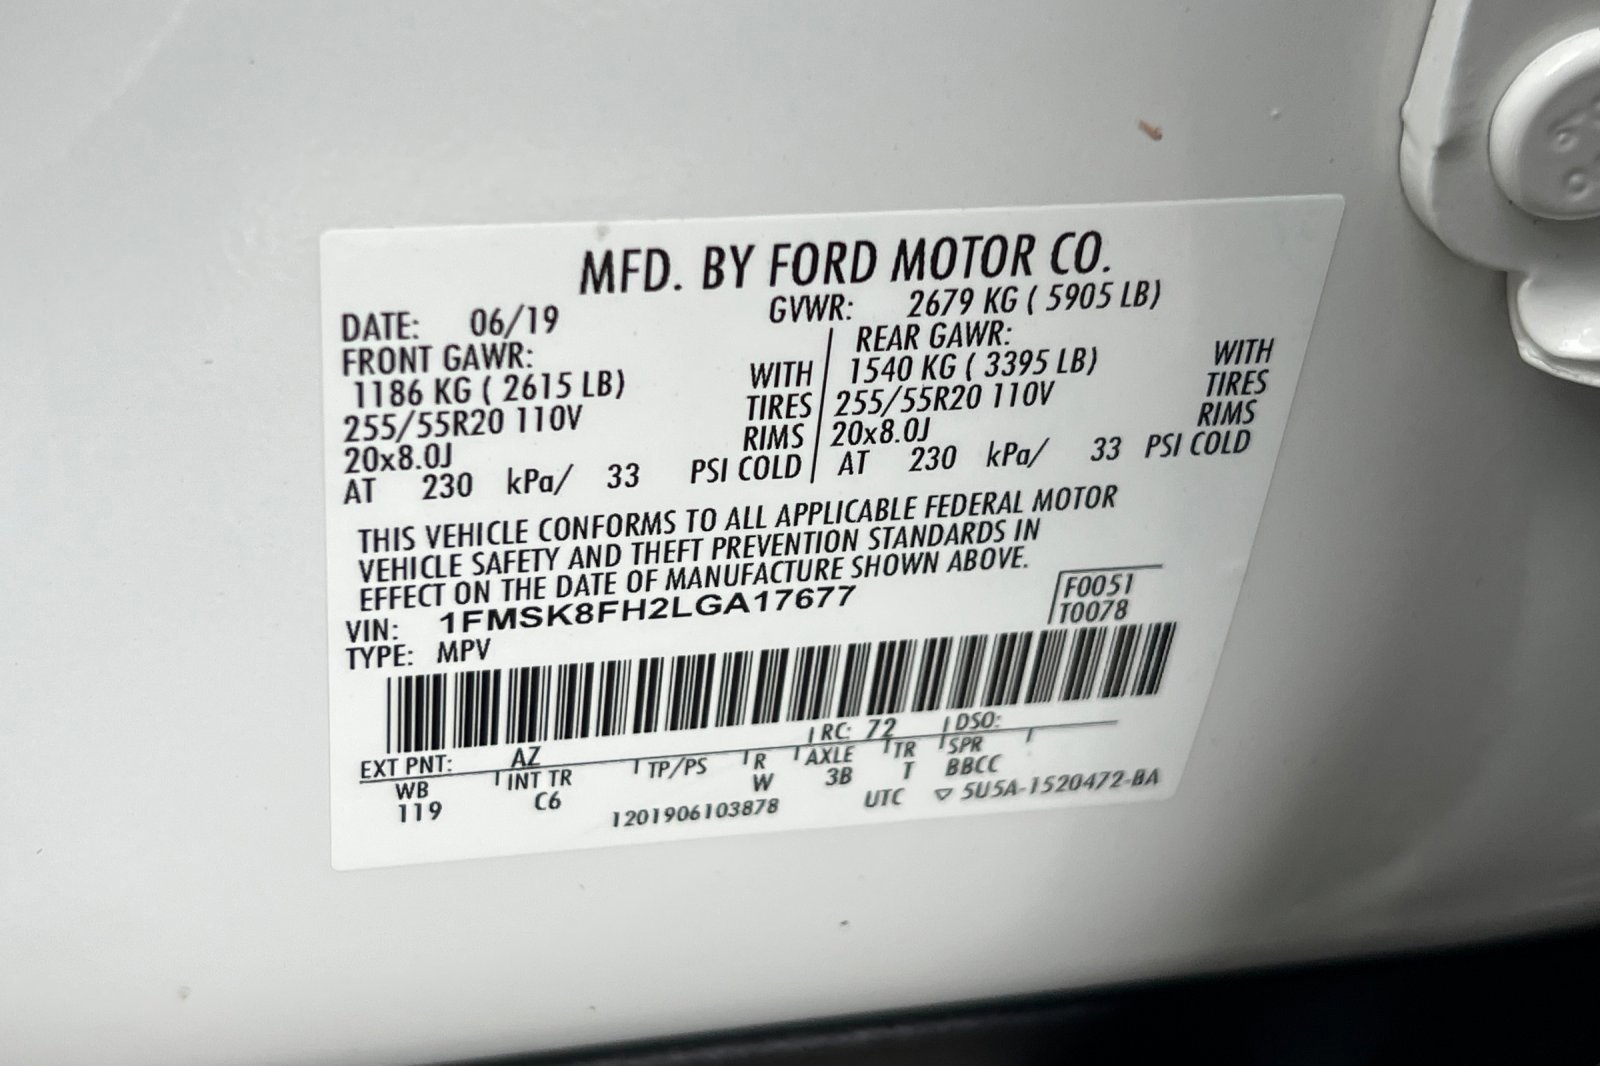 MFD. BY FORD MOTOR CO.
DATE: 06/19 GVWR: 2679 KG ( 5905 LB)
FRONT GAWR: REAR GAWR:
1186 KG ( 2615 LB) WITH 1540 KG ( 3395 LB) WITH
255/55R20 110V TIRES 255/55R20 110V TIRES
20x8.0J RIMS 20x8.0J RIMS
AT 230 kPa/ 33 PSI COLD AT 230 kPa/ 33 PSI COLD
THIS VEHICLE CONFORMS TO ALL APPLICABLE FEDERAL MOTOR
VEHICLE SAFETY AND THEFT PREVENTION STANDARDS IN
EFFECT ON THE DATE OF MANUFACTURE SHOWN ABOVE.
VIN: 1FMSK8FH2LGA17677 F0051
TYPE: MPV T0078
EXT PNT: AZ RC: 72 DSO:
WB INT TR TP/PS R AXLE TR SPR
119 C6 W 3B T BBCC
1201906103878 UTC ▽ 5U5A-1520472-BA